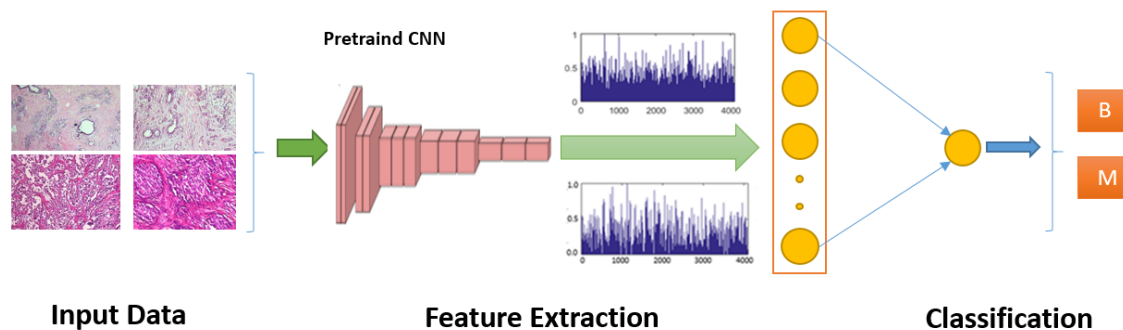 Pretraind CNN
1
0.5
0
0 1000 2000 3000 4000
1.0
0.5
0.0
0 1000 2000 3000 4000
B
M
Input Data
Feature Extraction
Classification